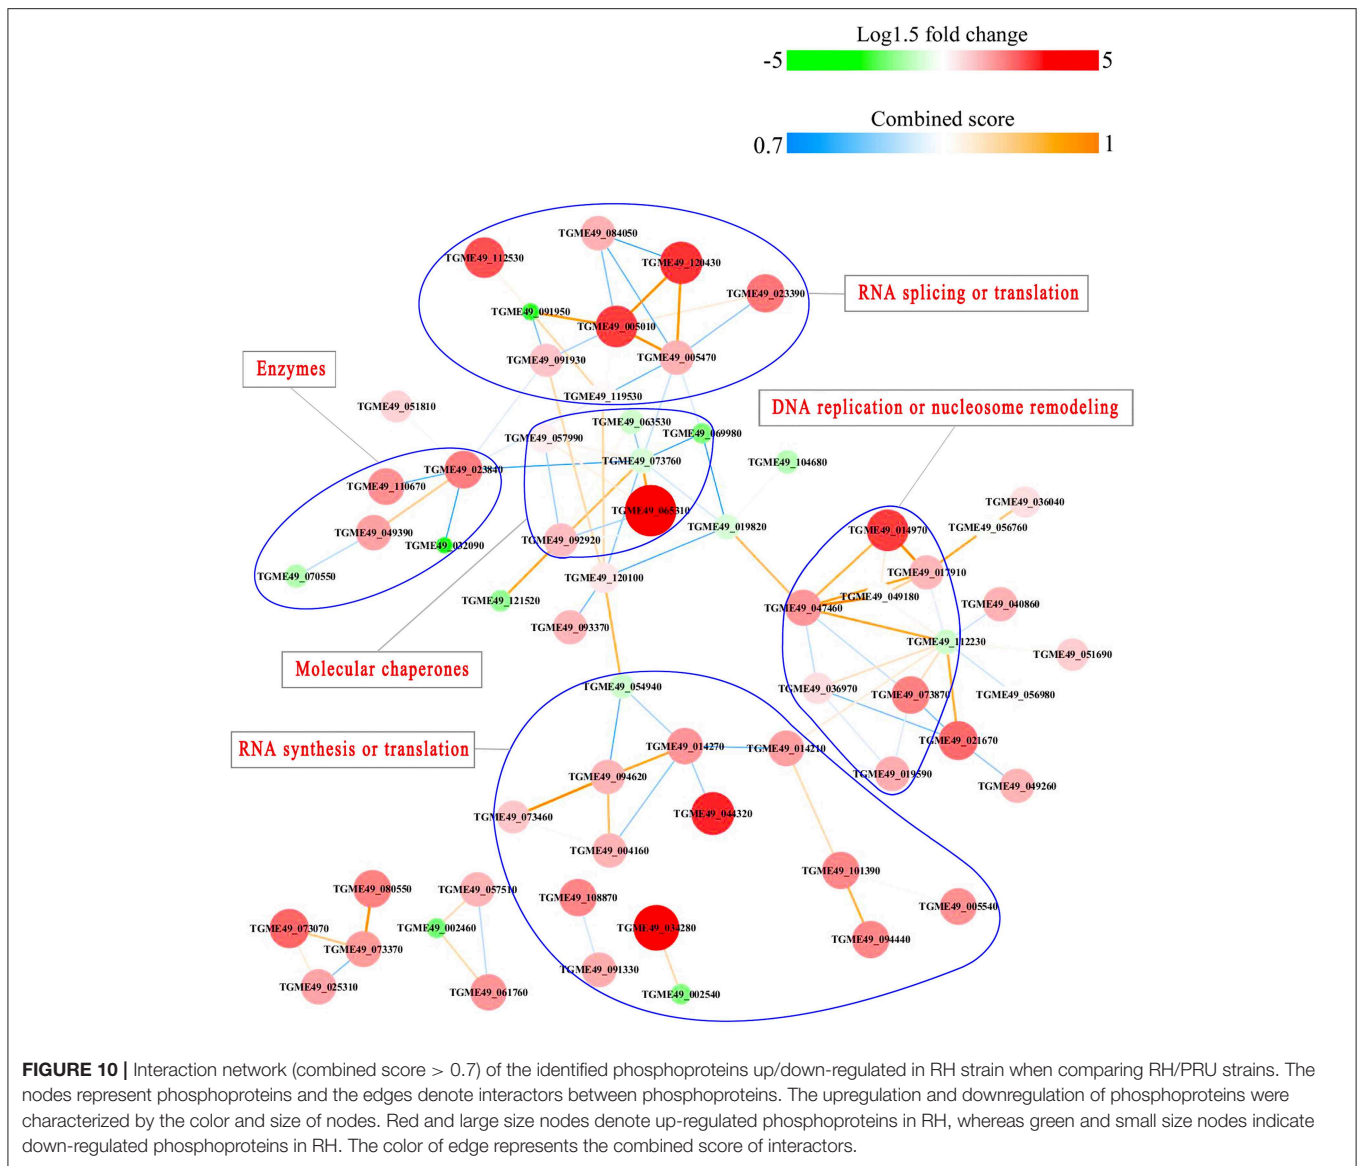 Log1.5 fold change
-5 5
Combined score
0.7 1
TGME49_084050
TGME49_112530
TGME49_120430
TGME49_023390
RNA splicing or translation
TGME49_091950
TGME49_005010
TGME49_091930
TGME49_005470
Enzymes
TGME49_119530
TGME49_051810
DNA replication or nucleosome remodeling
TGME49_063530
TGME49_069980
TGME49_057990
TGME49_073760
TGME49_104680
TGME49_023840
TGME49_110670
TGME49_036040
TGME49_065310
TGME49_019820
TGME49_014970
TGME49_056760
TGME49_049390
TGME49_032090
TGME49_092920
TGME49_070550
TGME49_120100
TGME49_017910
TGME49_121520
TGME49_049180
TGME49_047460
TGME49_040860
TGME49_093370
TGME49_112230
TGME49_051690
Molecular chaperones
TGME49_054940
TGME49_036970
TGME49_073870
TGME49_056980
RNA synthesis or translation
TGME49_014270
TGME49_014210
TGME49_021670
TGME49_094620
TGME49_019590
TGME49_049260
TGME49_073460
TGME49_044320
TGME49_004160
TGME49_101390
TGME49_080550
TGME49_057510
TGME49_108870
TGME49_005540
TGME49_073070
TGME49_002460
TGME49_034280
TGME49_094440
TGME49_073370
TGME49_091330
TGME49_025310
TGME49_061760
TGME49_002540
FIGURE 10 | Interaction network (combined score > 0.7) of the identified phosphoproteins up/down-regulated in RH strain when comparing RH/PRU strains. The
nodes represent phosphoproteins and the edges denote interactors between phosphoproteins. The upregulation and downregulation of phosphoproteins were
characterized by the color and size of nodes. Red and large size nodes denote up-regulated phosphoproteins in RH, whereas green and small size nodes indicate
down-regulated phosphoproteins in RH. The color of edge represents the combined score of interactors.